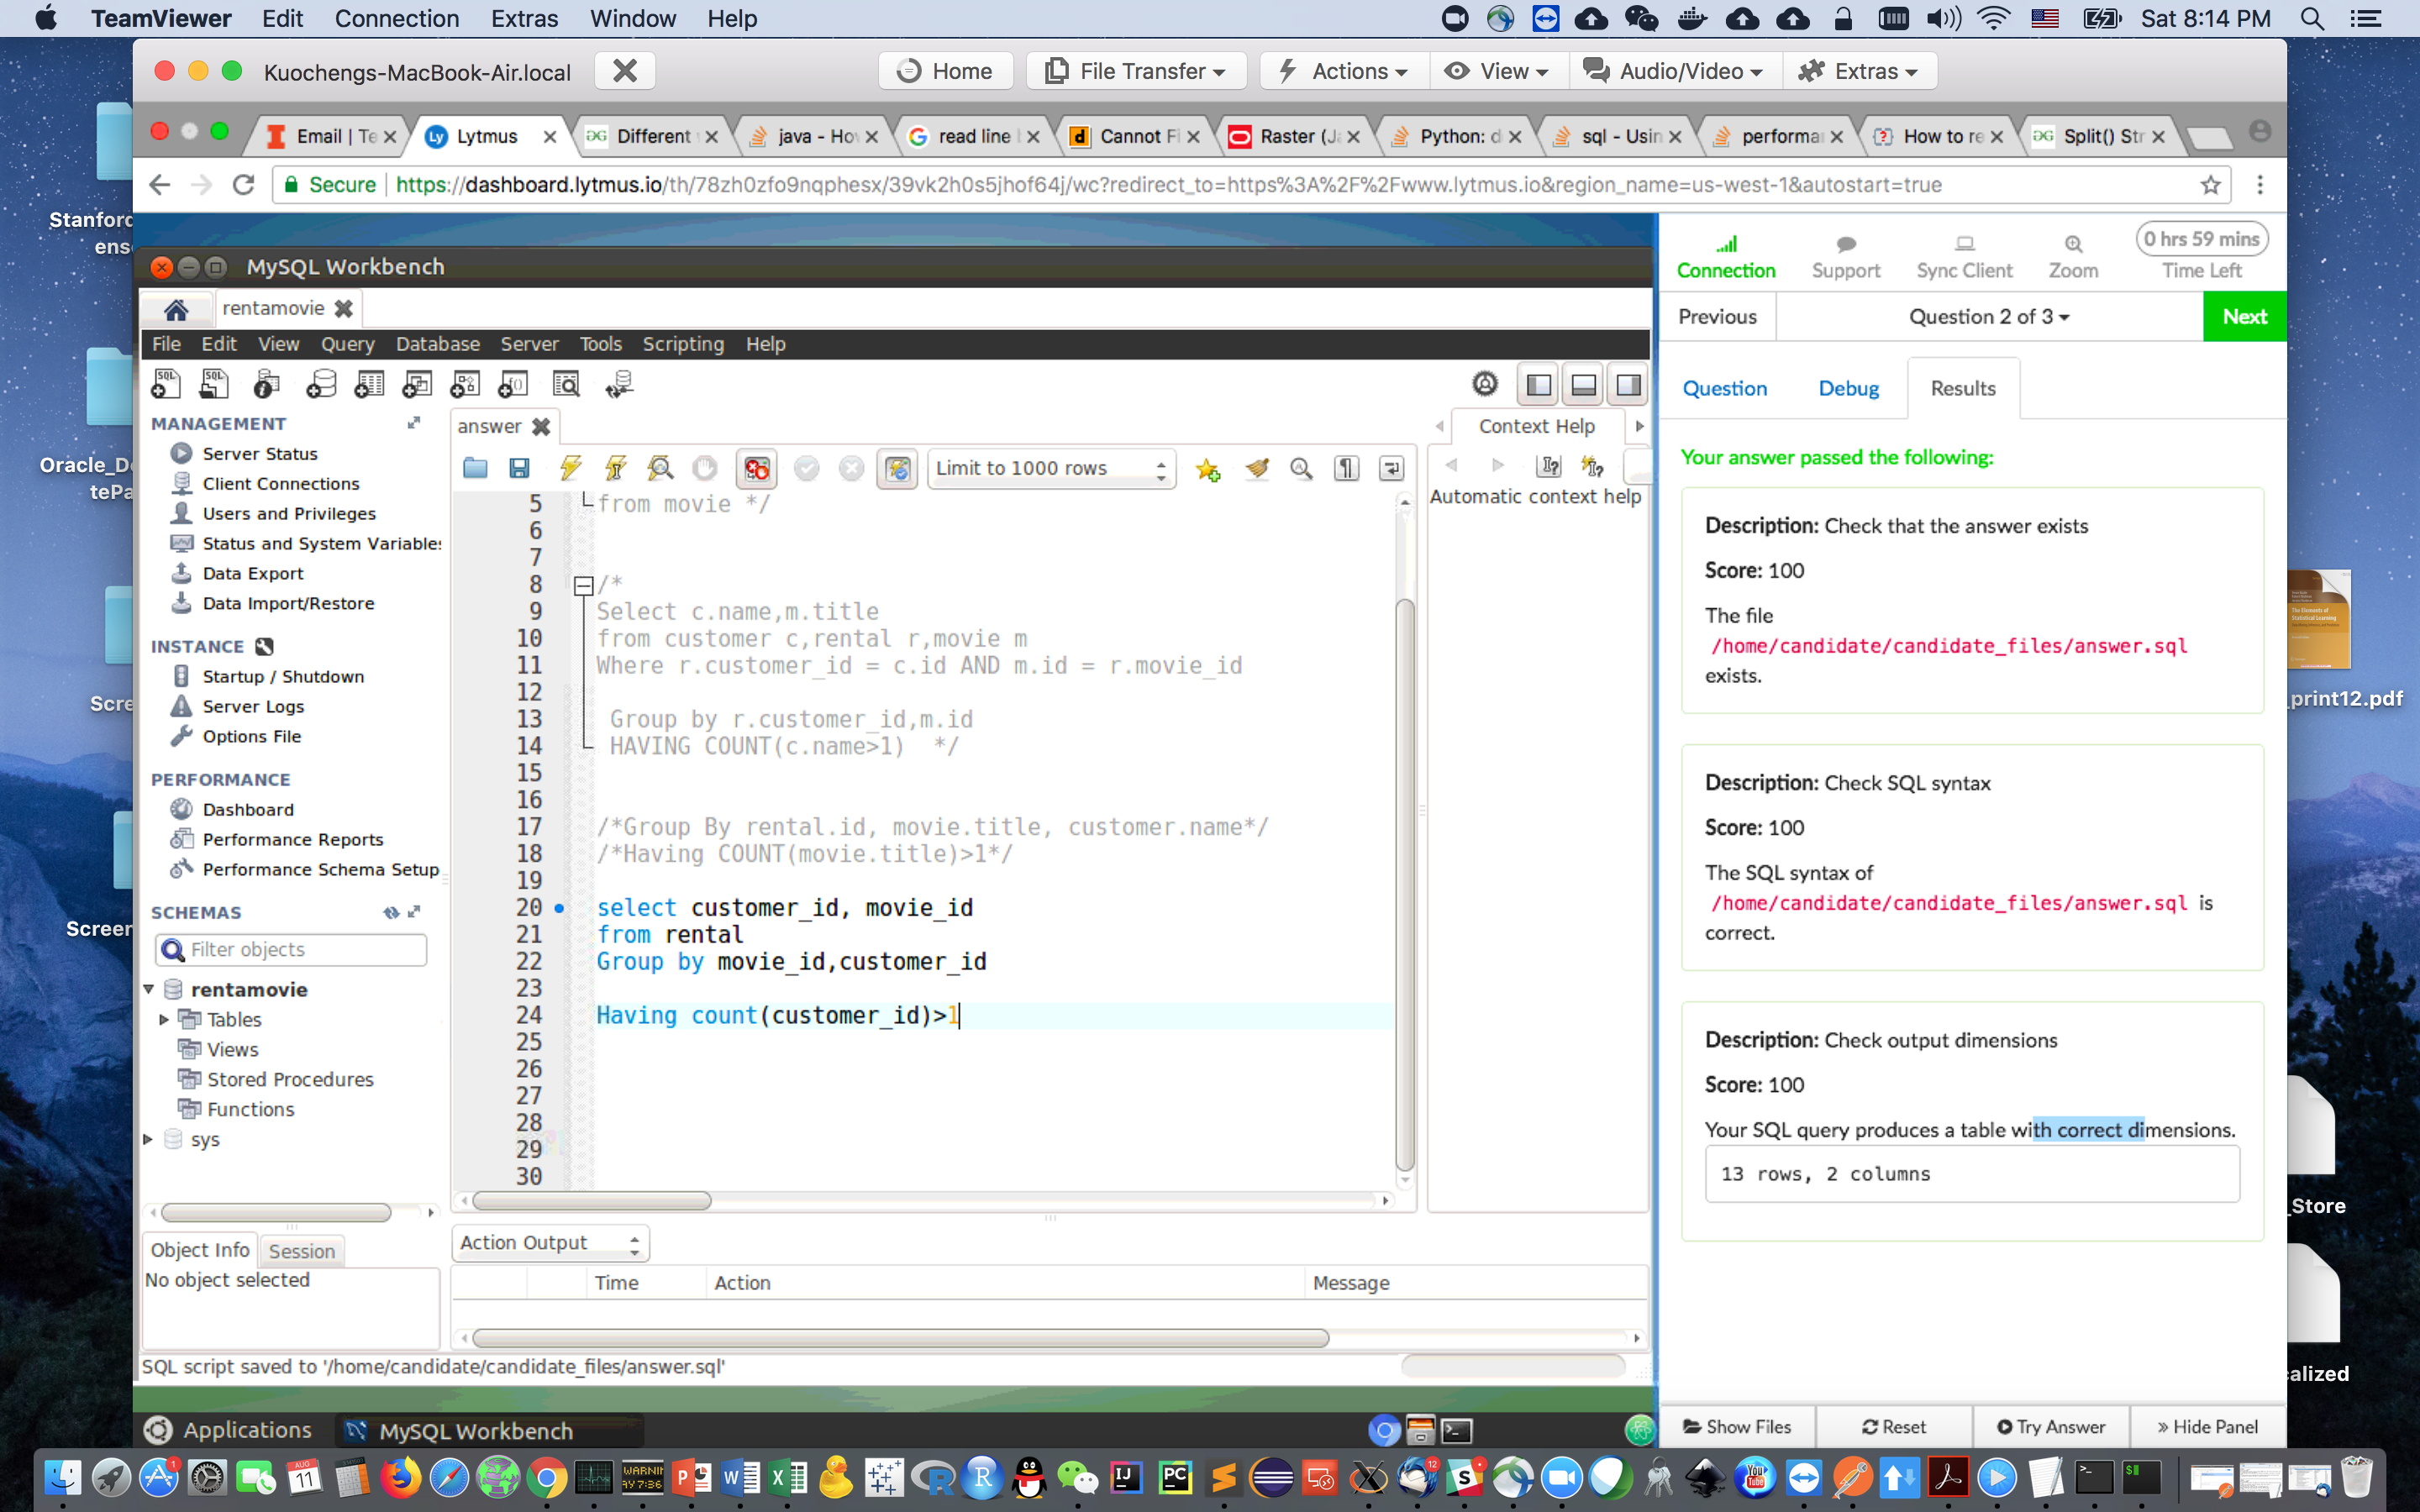 TeamViewer Edit Connection Extras Window Help Sat 8:14 PM
Kuochengs-MacBook-Air.local Home File Transfer Actions View Audio/Video Extras
Email | Te Lytmus Different java - Ho read line Cannot Fi Raster (Ja Python: d sql - Usin performa How to re Split() Str
Secure https://dashboard.lytmus.io/th/78zh0zfo9nqphesx/39vk2h0s5jhof64j/wc?redirect_to=https%3A%2F%2Fwww.lytmus.io&region_name=us-west-1&autostart=true
Stanford
ense
Oracle_De
tePa
Scre
Screen
print12.pdf
_Store
alized
MySQL Workbench
rentamovie
File Edit View Query Database Server Tools Scripting Help
MANAGEMENT
Server Status
Client Connections
Users and Privileges
Status and System Variables
Data Export
Data Import/Restore
INSTANCE
Startup / Shutdown
Server Logs
Options File
PERFORMANCE
Dashboard
Performance Reports
Performance Schema Setup
SCHEMAS
Filter objects
rentamovie
Tables
Views
Stored Procedures
Functions
sys
Object Info Session
No object selected
answer
Limit to 1000 rows
5 from movie */
6
7
8 /*
9 Select c.name,m.title
10 from customer c,rental r,movie m
11 Where r.customer_id = c.id AND m.id = r.movie_id
12
13 Group by r.customer_id,m.id
14 HAVING COUNT(c.name>1) */
15
16
17 /*Group By rental.id, movie.title, customer.name*/
18 /*Having COUNT(movie.title)>1*/
19
20 select customer_id, movie_id
21 from rental
22 Group by movie_id,customer_id
23
24 Having count(customer_id)>1
25
26
27
28
29
30
Context Help
Automatic context help
Action Output
Time Action Message
SQL script saved to '/home/candidate/candidate_files/answer.sql'
Applications MySQL Workbench
Connection Support Sync Client Zoom 0 hrs 59 mins
Time Left
Previous Question 2 of 3 Next
Question Debug Results
Your answer passed the following:
Description: Check that the answer exists
Score: 100
The file
/home/candidate/candidate_files/answer.sql
exists.
Description: Check SQL syntax
Score: 100
The SQL syntax of
/home/candidate/candidate_files/answer.sql is
correct.
Description: Check output dimensions
Score: 100
Your SQL query produces a table with correct dimensions.
13 rows, 2 columns
Show Files Reset Try Answer Hide Panel